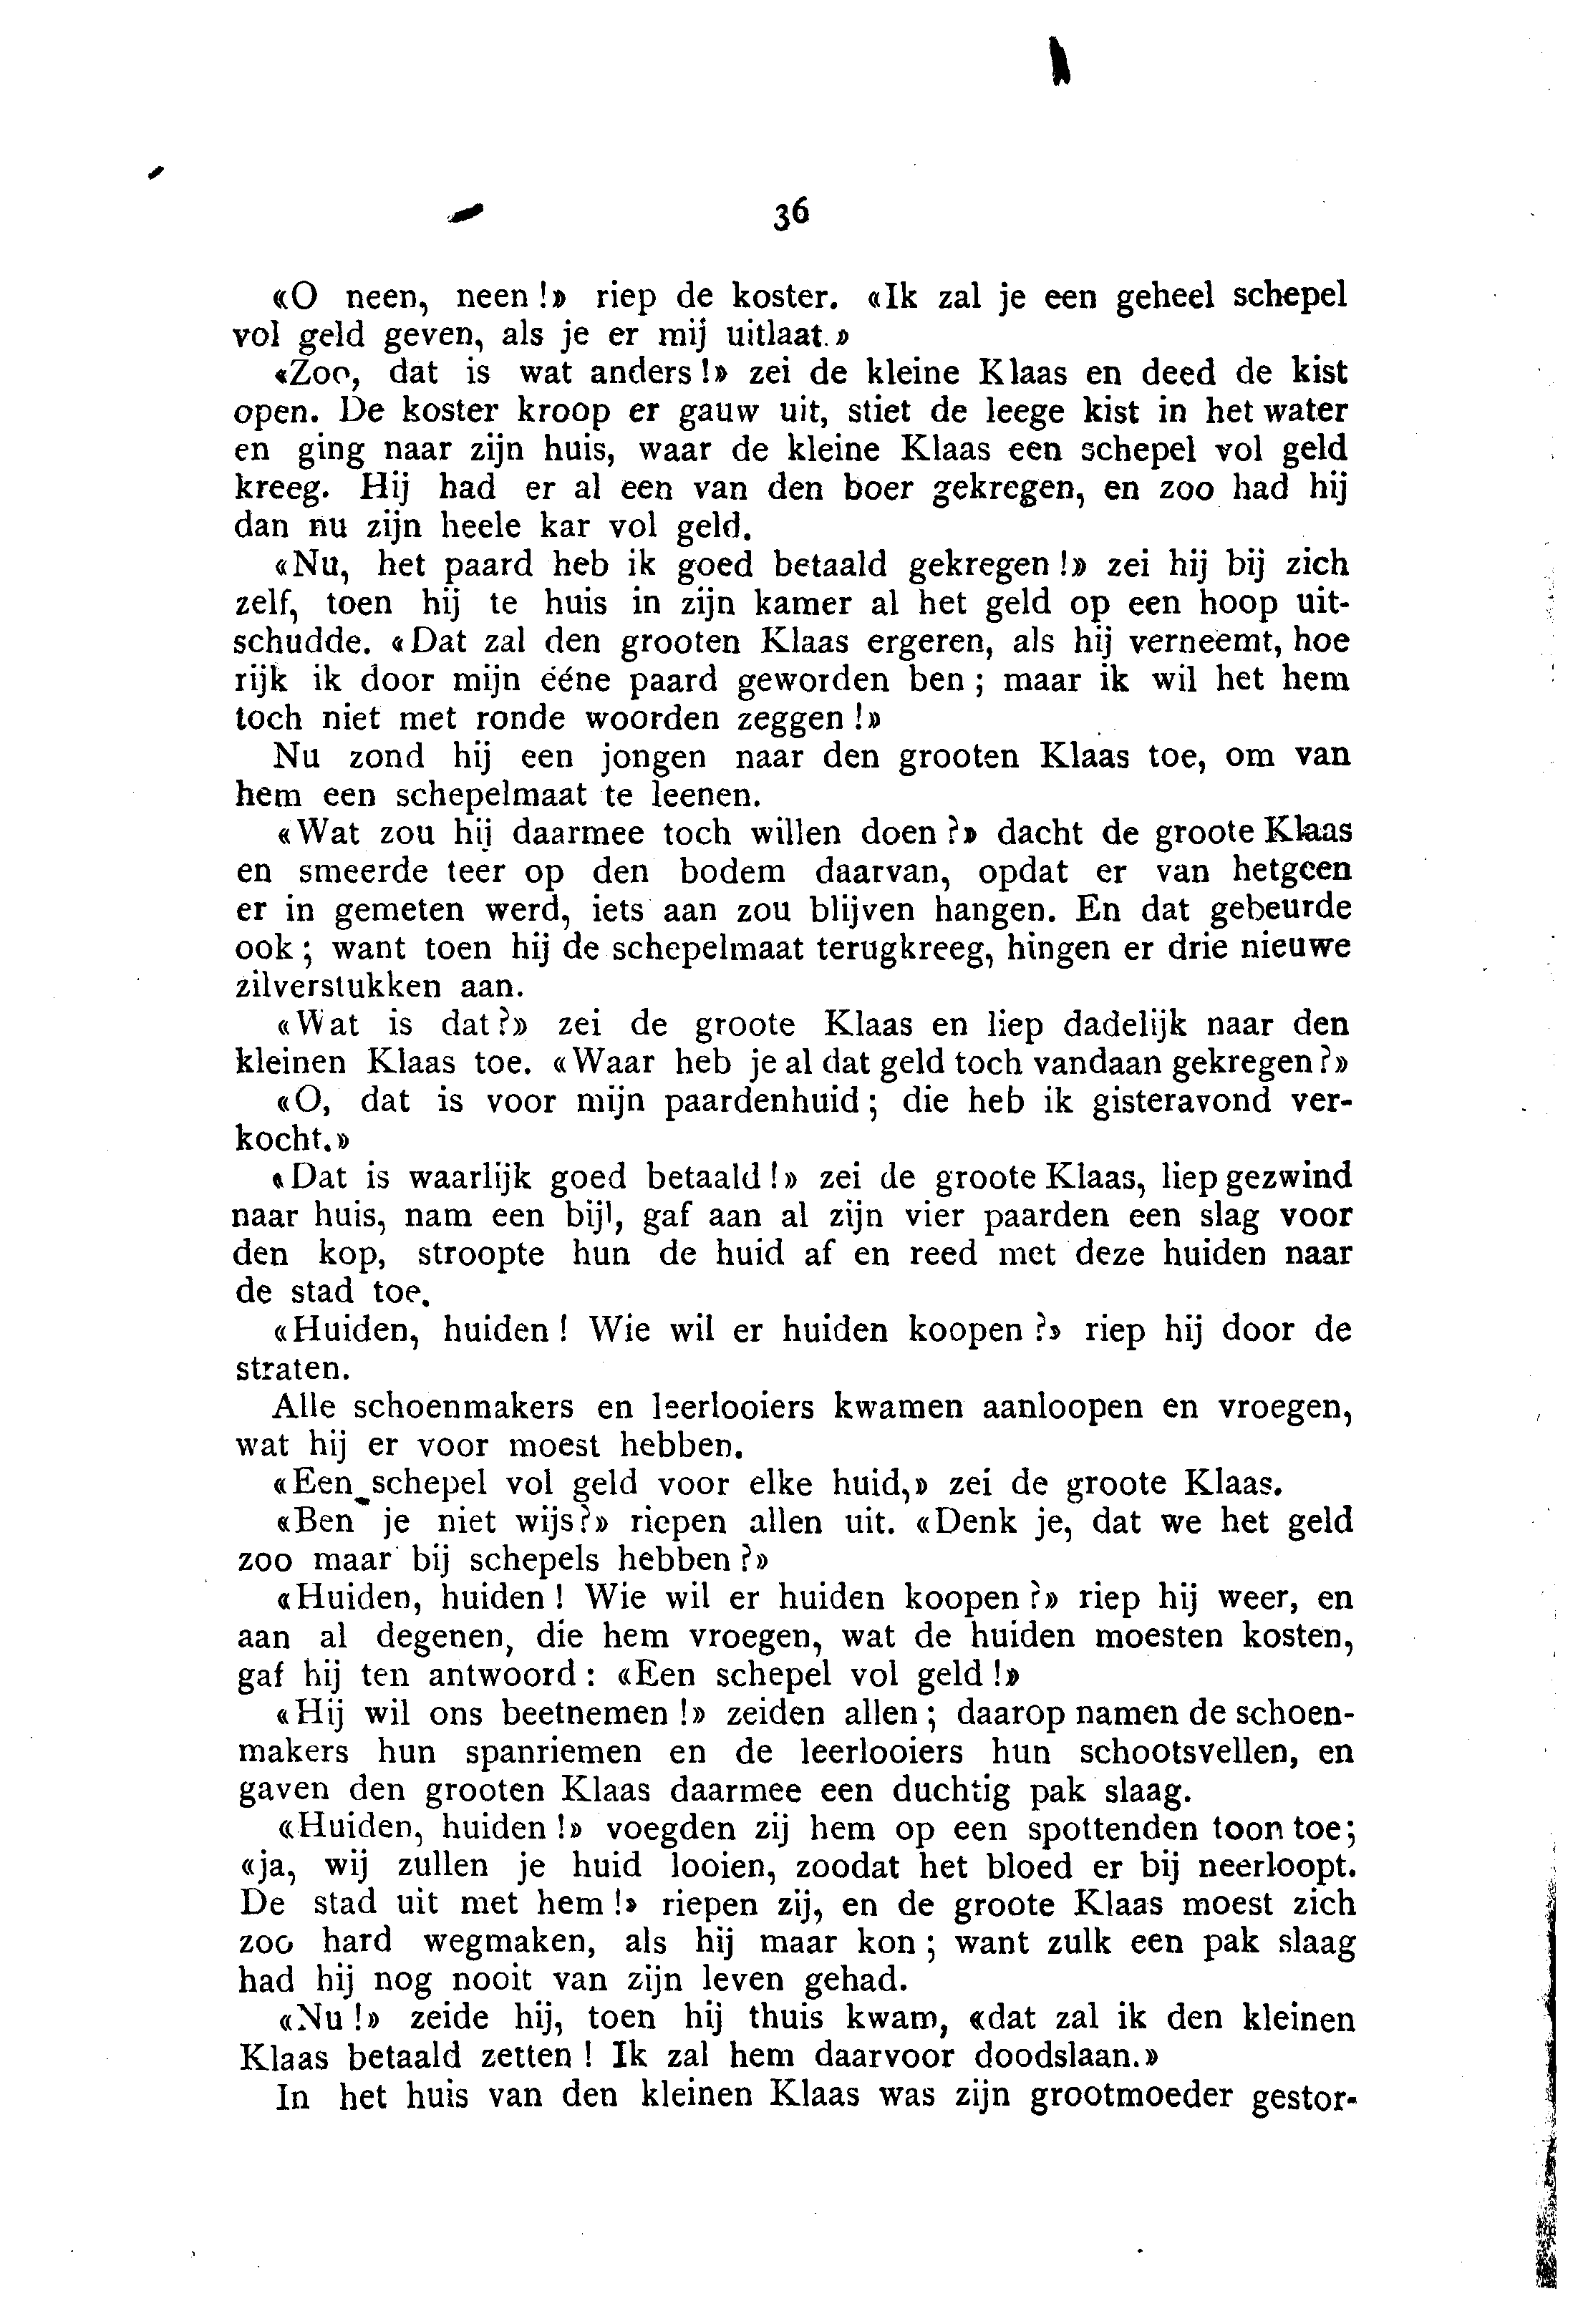 36
«O neen, neen!» riep de koster. «Ik zal je een geheel schepel
vol geld geven, als je er mij uitlaat.»
«Zoo, dat is wat anders!» zei de kleine Klaas en deed de kist
open. De koster kroop er gauw uit, stiet de leege kist in het water
en ging naar zijn huis, waar de kleine Klaas een schepel vol geld
kreeg. Hij had er al een van den boer gekregen, en zoo had hij
dan nu zijn heele kar vol geld.
«Nu, het paard heb ik goed betaald gekregen!» zei hij bij zich
zelf, toen hij te huis in zijn kamer al het geld op een hoop uit-
schudde. «Dat zal den grooten Klaas ergeren, als hij verneemt, hoe
rijk ik door mijn ééne paard geworden ben; maar ik wil het hem
toch niet met ronde woorden zeggen!»
Nu zond hij een jongen naar den grooten Klaas toe, om van
hem een schepelmaat te leenen.
«Wat zou hij daarmee toch willen doen?» dacht de groote Klaas
en smeerde teer op den bodem daarvan, opdat er van hetgeen
er in gemeten werd, iets aan zou blijven hangen. En dat gebeurde
ook; want toen hij de schepelmaat terugkreeg, hingen er drie nieuwe
zilverstukken aan.
«Wat is dat?» zei de groote Klaas en liep dadelijk naar den
kleinen Klaas toe. «Waar heb je al dat geld toch vandaan gekregen?»
«O, dat is voor mijn paardenhuid; die heb ik gisteravond ver-
kocht.»
«Dat is waarlijk goed betaald!» zei de groote Klaas, liep gezwind
naar huis, nam een bijl, gaf aan al zijn vier paarden een slag voor
den kop, stroopte hun de huid af en reed met deze huiden naar
de stad toe.
«Huiden, huiden! Wie wil er huiden koopen?» riep hij door de
straten.
Alle schoenmakers en leerlooiers kwamen aanloopen en vroegen,
wat hij er voor moest hebben.
«Een schepel vol geld voor elke huid,» zei de groote Klaas.
«Ben je niet wijs?» riepen allen uit. «Denk je, dat we het geld
zoo maar bij schepels hebben?»
«Huiden, huiden! Wie wil er huiden koopen?» riep hij weer, en
aan al degenen, die hem vroegen, wat de huiden moesten kosten,
gaf hij ten antwoord: «Een schepel vol geld!»
«Hij wil ons beetnemen!» zeiden allen; daarop namen de schoen-
makers hun spanriemen en de leerlooiers hun schootsvellen, en
gaven den grooten Klaas daarmee een duchtig pak slaag.
«Huiden, huiden!» voegden zij hem op een spottenden toon toe;
«ja, wij zullen je huid looien, zoodat het bloed er bij neerloopt.
De stad uit met hem!» riepen zij, en de groote Klaas moest zich
zoo hard wegmaken, als hij maar kon; want zulk een pak slaag
had hij nog nooit van zijn leven gehad.
«Nu!» zeide hij, toen hij thuis kwam, «dat zal ik den kleinen
Klaas betaald zetten! Ik zal hem daarvoor doodslaan.»
In het huis van den kleinen Klaas was zijn grootmoeder gestor-